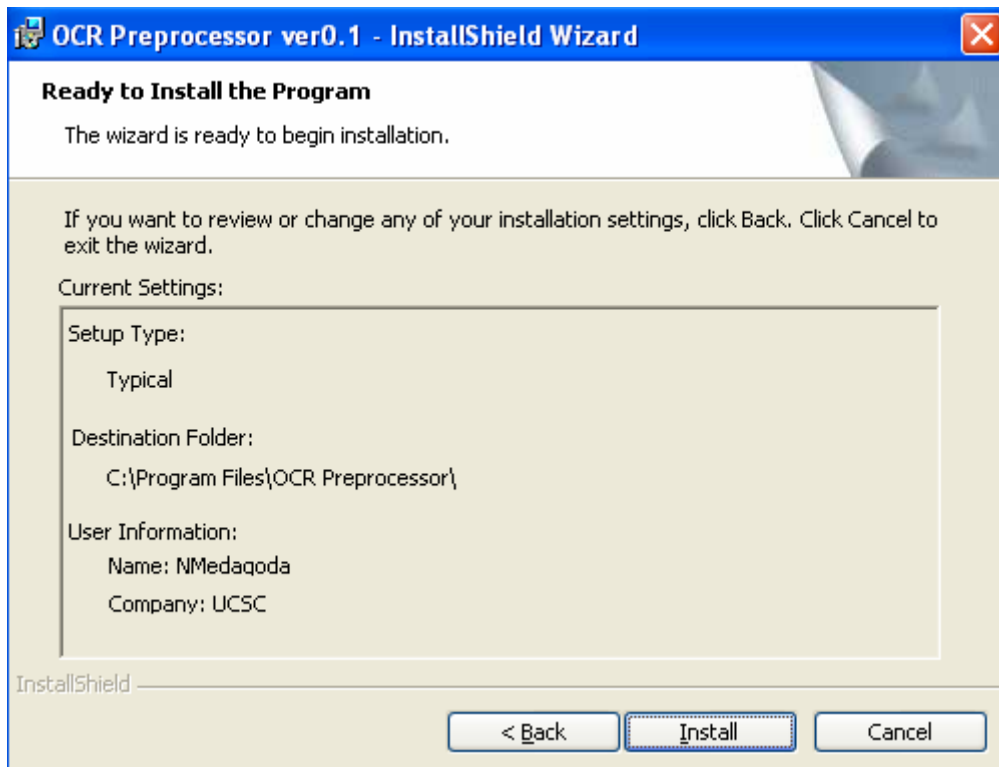 OCR Preprocessor ver0.1 - InstallShield Wizard
Ready to Install the Program
The wizard is ready to begin installation.
If you want to review or change any of your installation settings, click Back. Click Cancel to
exit the wizard.
Current Settings:
Setup Type:
Typical
Destination Folder:
C:\Program Files\OCR Preprocessor\
User Information:
Name: NMedagoda
Company: UCSC
InstallShield
< Back
Install
Cancel